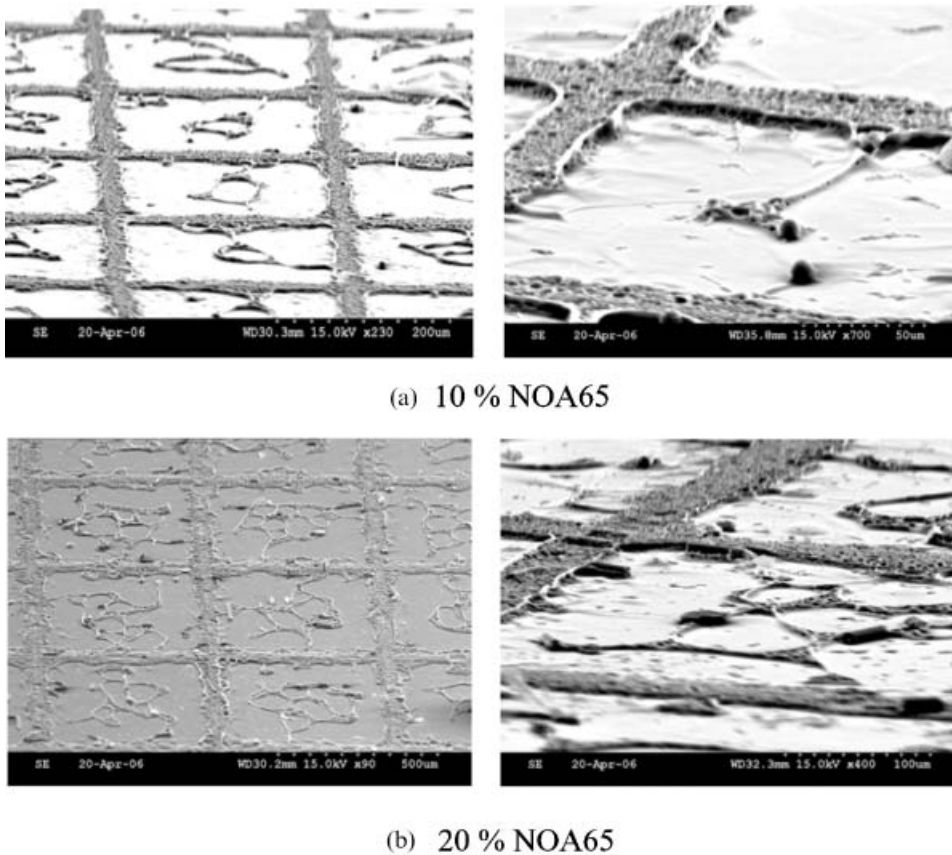 SE 20-Apr-06 WD30.3mm 15.0kV x230 200um
SE 20-Apr-06 WD35.8mm 15.0kV x700 50um
(a) 10 % NOA65
SE 20-Apr-06 WD30.2mm 15.0kV x90 500um
SE 20-Apr-06 WD32.3mm 15.0kV x400 100um
(b) 20 % NOA65